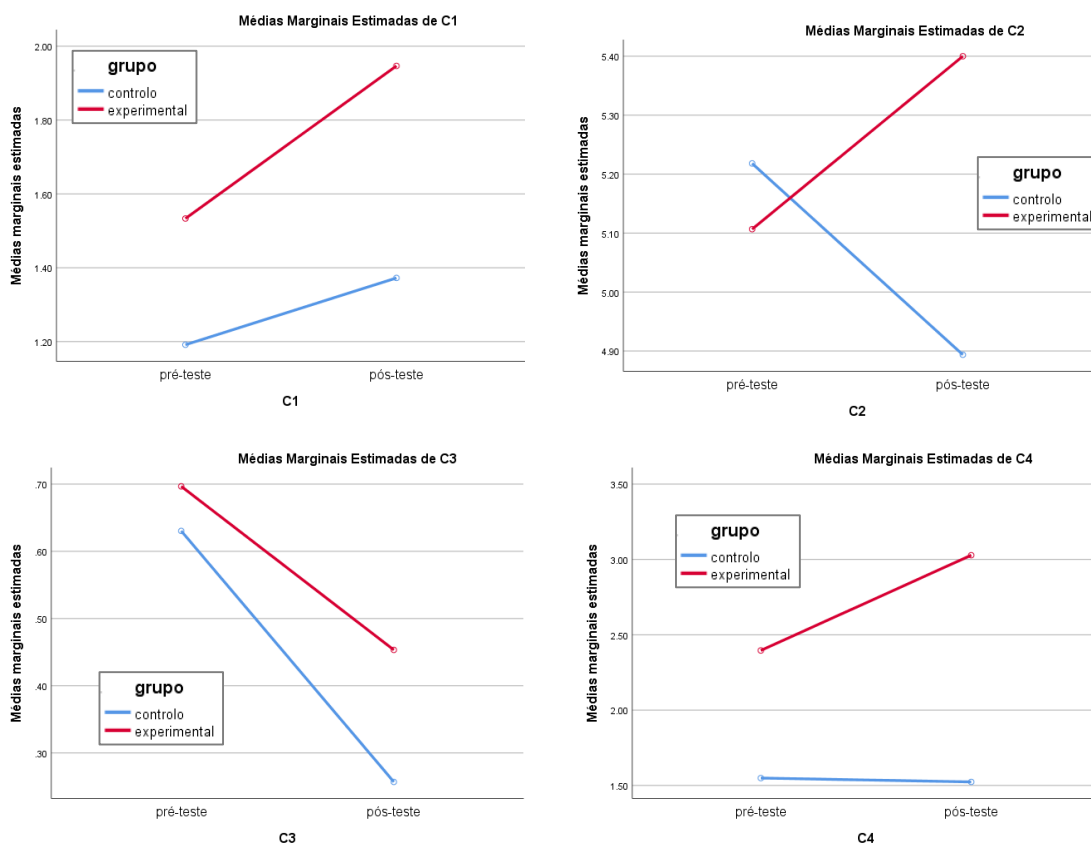 Médias Marginais Estimadas de C1
Médias marginais estimadas
2.00
1.80
1.60
1.40
1.20
grupo
controlo
experimental
pré-teste
pós-teste
C1
Médias Marginais Estimadas de C2
Médias marginais estimadas
5.40
5.30
5.20
5.10
5.00
4.90
grupo
controlo
experimental
pré-teste
pós-teste
C2
Médias Marginais Estimadas de C3
Médias marginais estimadas
.70
.60
.50
.40
.30
grupo
controlo
experimental
pré-teste
pós-teste
C3
Médias Marginais Estimadas de C4
Médias marginais estimadas
3.50
3.00
2.50
2.00
1.50
grupo
controlo
experimental
pré-teste
pós-teste
C4